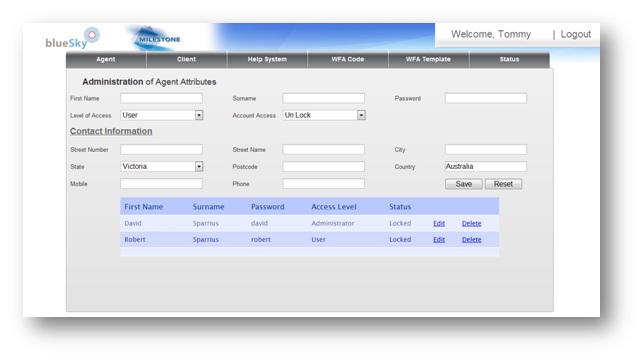 blueSky MILESTONE Welcome, Tommy | Logout
Agent Client Help System WFA Code WFA Template Status
Administration of Agent Attributes
First Name Surname Password
Level of Access User Account Access Un Lock
Contact Information
Street Number Street Name City
State Victoria Postcode Country Australia
Mobile Phone Save Reset
First Name Surname Password Access Level Status
David Sparrius david Administrator Locked Edit Delete
Robert Sparrius robert User Locked Edit Delete